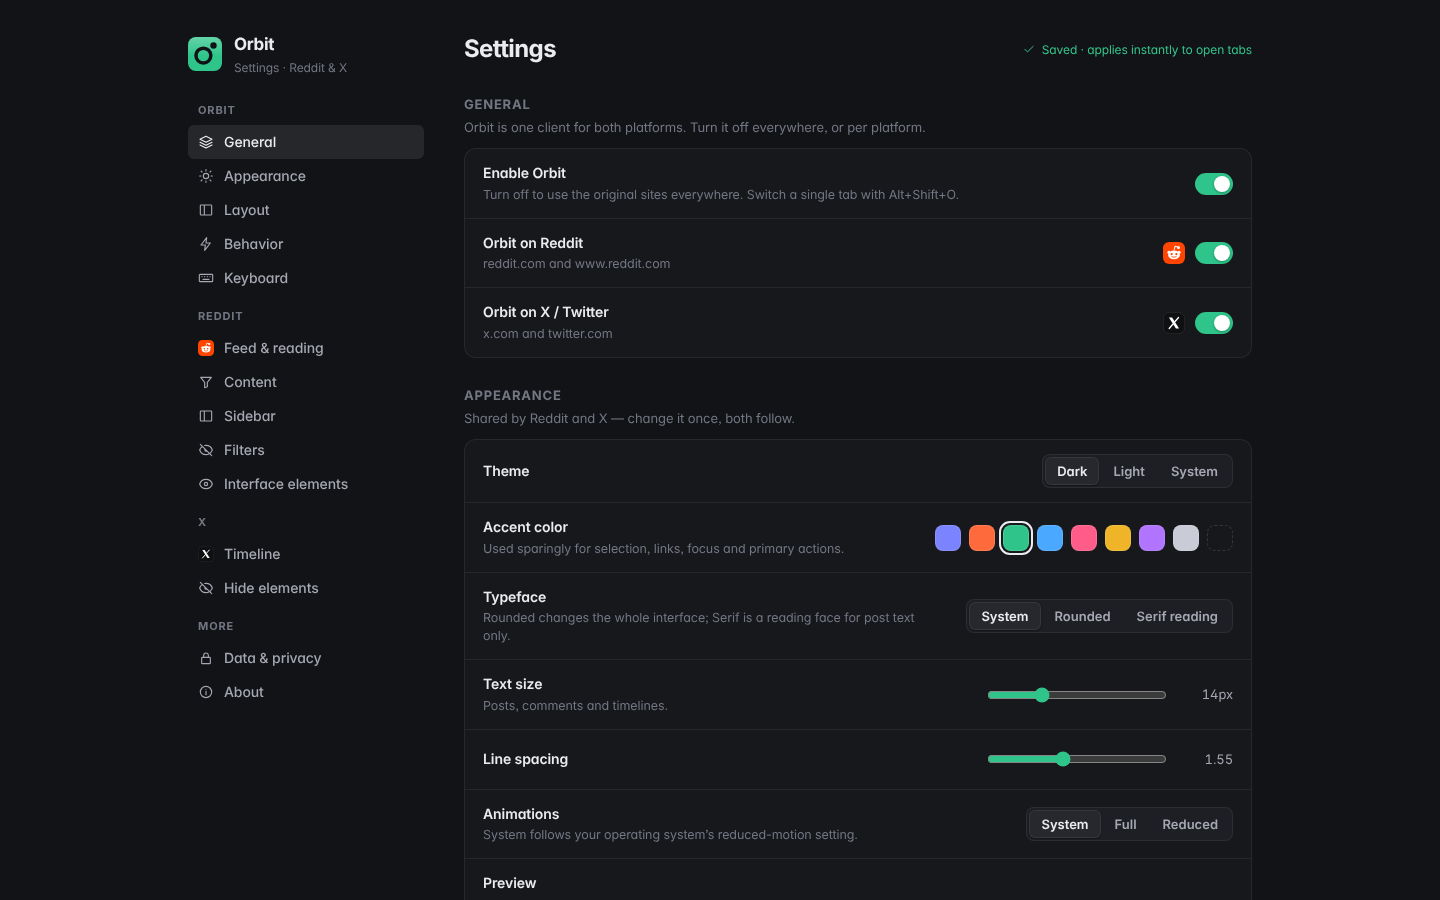 Orbit
Settings · Reddit & X
ORBIT
General
Appearance
Layout
Behavior
Keyboard
REDDIT
Feed & reading
Content
Sidebar
Filters
Interface elements
X
Timeline
Hide elements
MORE
Data & privacy
About
Settings
Saved · applies instantly to open tabs
GENERAL
Orbit is one client for both platforms. Turn it off everywhere, or per platform.
Enable Orbit
Turn off to use the original sites everywhere. Switch a single tab with Alt+Shift+O.
Orbit on Reddit
reddit.com and www.reddit.com
Orbit on X / Twitter
x.com and twitter.com
APPEARANCE
Shared by Reddit and X — change it once, both follow.
Theme
Dark Light System
Accent color
Used sparingly for selection, links, focus and primary actions.
Typeface
Rounded changes the whole interface; Serif is a reading face for post text
only.
System Rounded Serif reading
Text size
Posts, comments and timelines.
14px
Line spacing
1.55
Animations
System follows your operating system's reduced-motion setting.
System Full Reduced
Preview